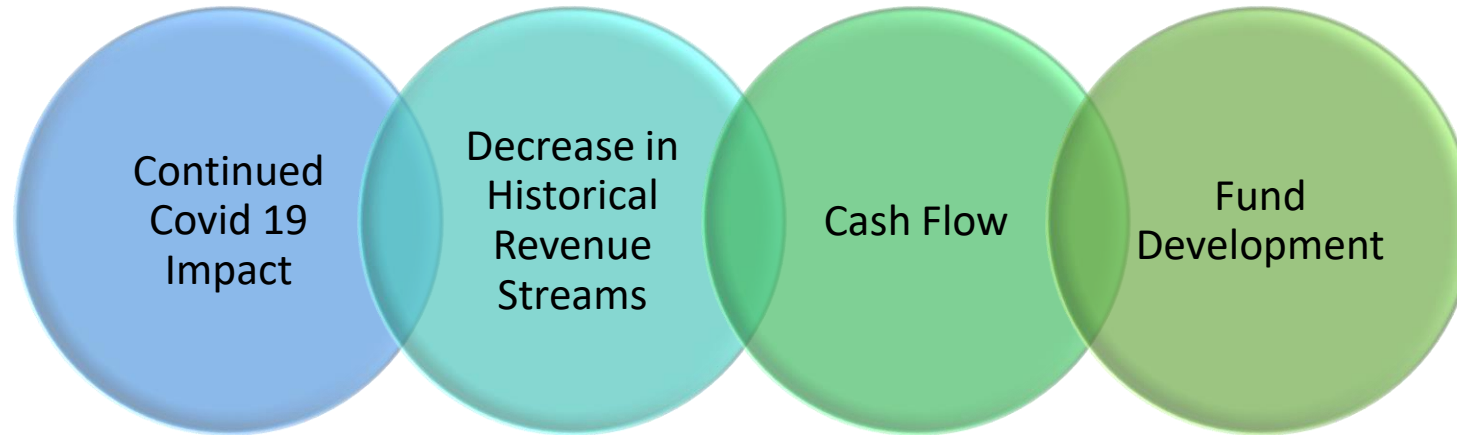 Continued
Covid 19
Impact
Decrease in
Historical
Revenue
Streams
Cash Flow
Fund
Development